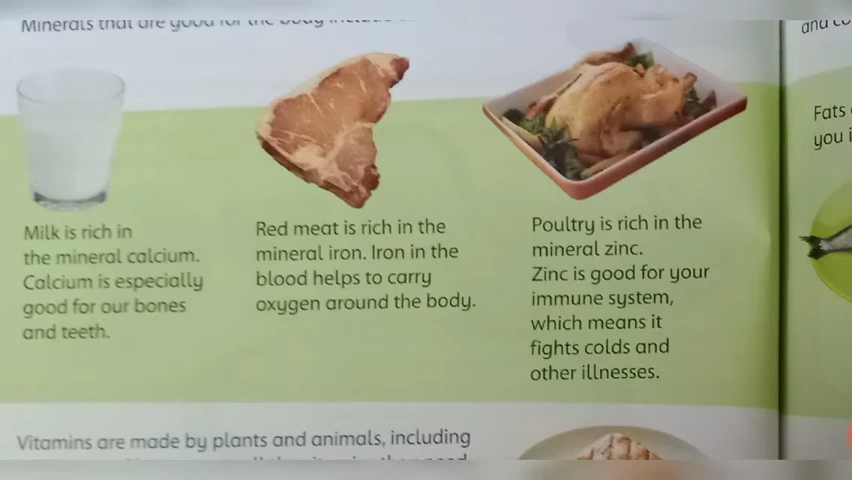 Minerals that are good for the body include
and co
Milk is rich in
the mineral calcium.
Calcium is especially
good for our bones
and teeth.
Red meat is rich in the
mineral iron. Iron in the
blood helps to carry
oxygen around the body.
Poultry is rich in the
mineral zinc.
Zinc is good for your
immune system,
which means it
fights colds and
other illnesses.
Fats
you i
Vitamins are made by plants and animals, including